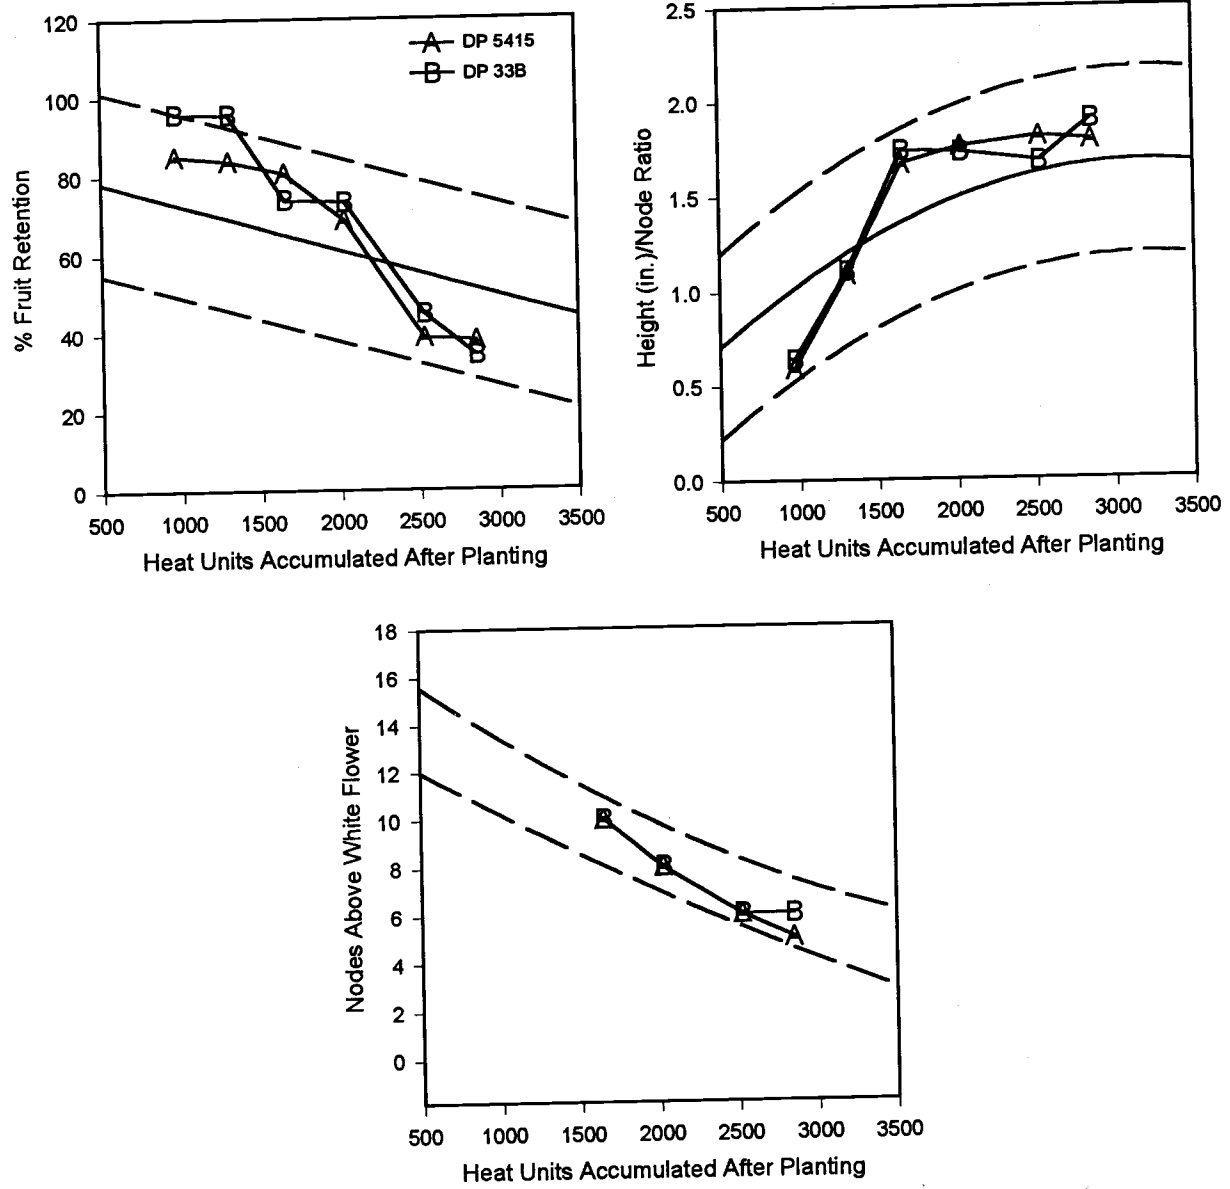 120
100
80
60
40
20
0
% Fruit Retention
A DP 5415
B DP 33B
A A A A A A
B B B B B B
500 1000 1500 2000 2500 3000 3500
Heat Units Accumulated After Planting
2.5
2.0
1.5
1.0
0.5
0.0
Height (in.)/Node Ratio
A A A A A A
B B B B B B
500 1000 1500 2000 2500 3000 3500
Heat Units Accumulated After Planting
18
16
14
12
10
8
6
4
2
0
Nodes Above White Flower
A A A A
B B B B
500 1000 1500 2000 2500 3000 3500
Heat Units Accumulated After Planting